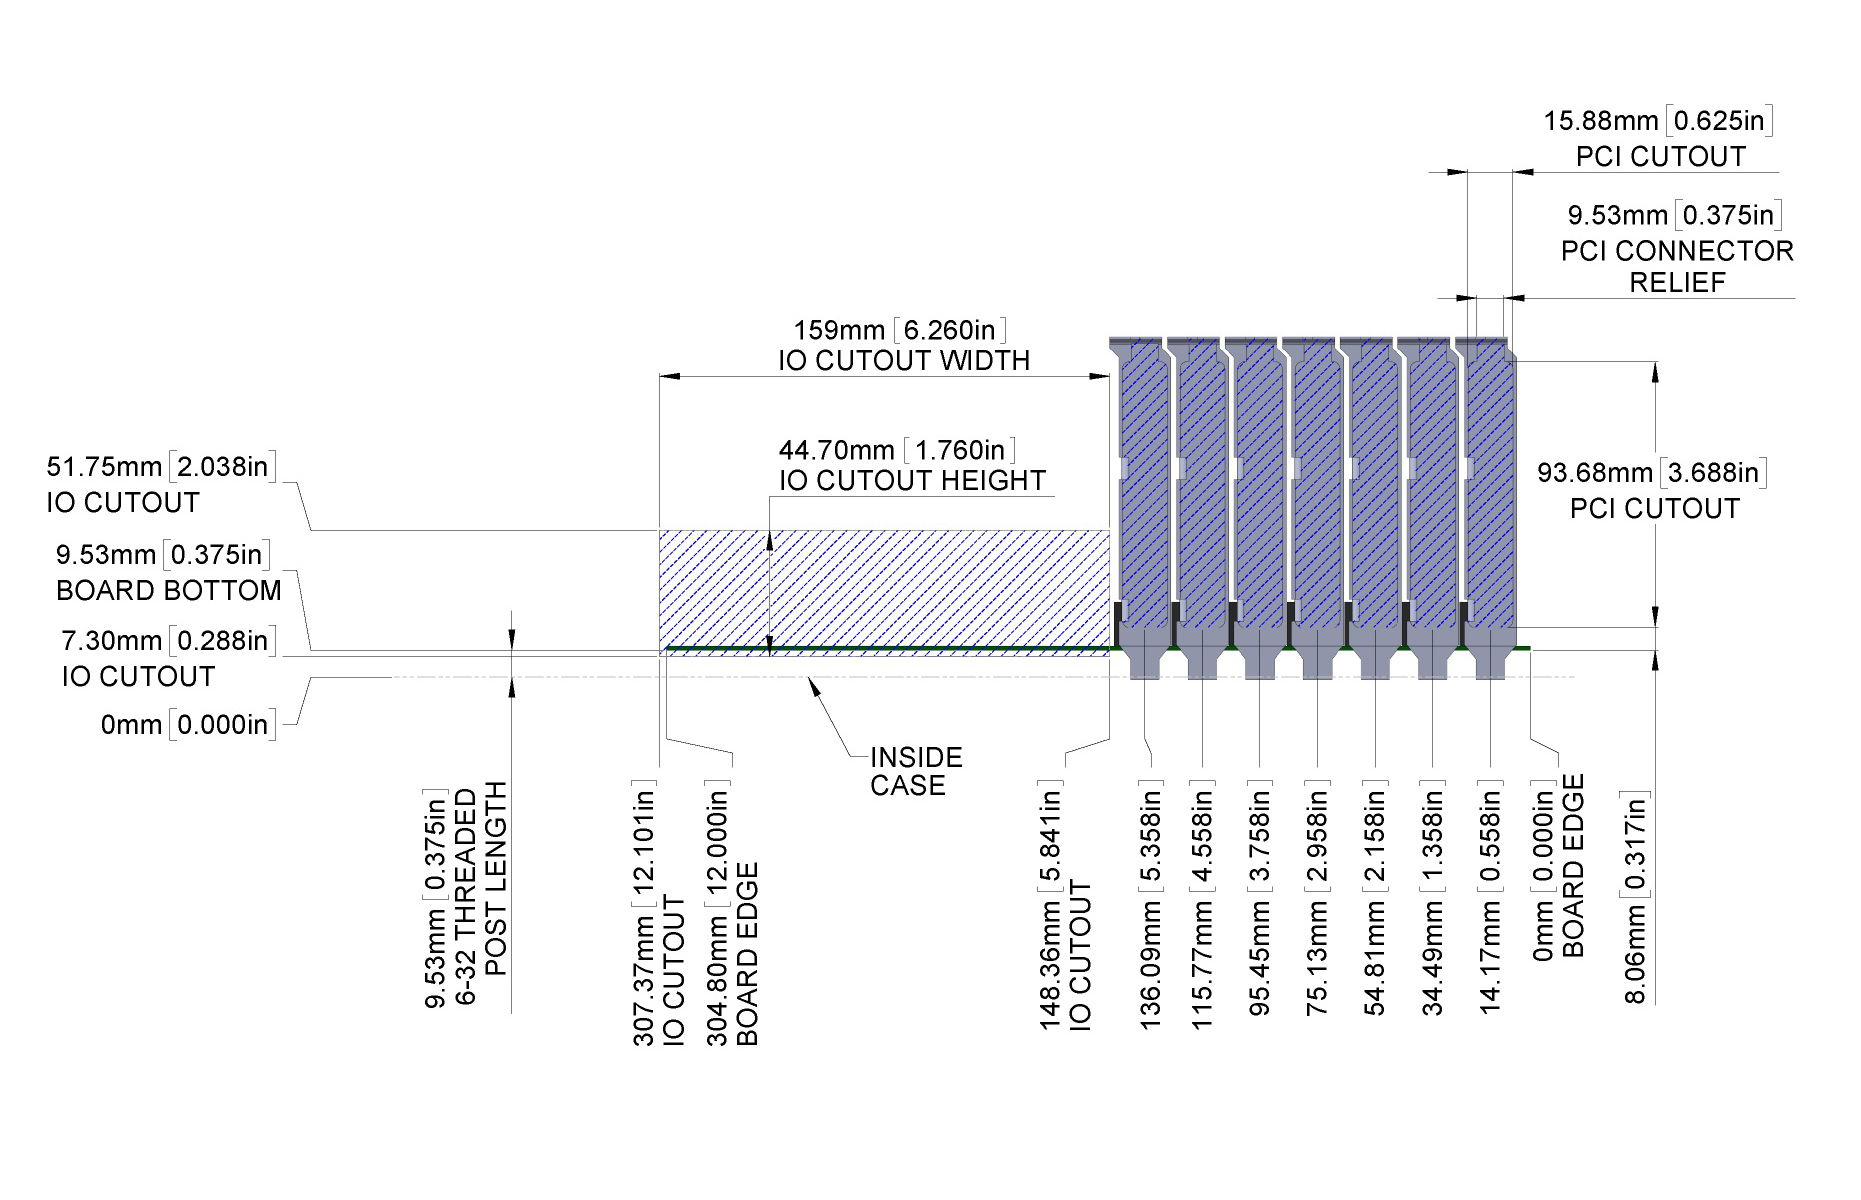 15.88mm [0.625in]
PCI CUTOUT
9.53mm [0.375in]
PCI CONNECTOR
RELIEF
159mm [6.260in]
IO CUTOUT WIDTH
44.70mm [1.760in]
IO CUTOUT HEIGHT
51.75mm [2.038in]
IO CUTOUT
93.68mm [3.688in]
PCI CUTOUT
9.53mm [0.375in]
BOARD BOTTOM
7.30mm [0.288in]
IO CUTOUT
0mm [0.000in]
INSIDE
CASE
9.53mm [0.375in]
6-32 THREADED
POST LENGTH
307.37mm [12.101in]
IO CUTOUT
304.80mm [12.000in]
BOARD EDGE
148.36mm [5.841in]
IO CUTOUT
136.09mm [5.358in]
115.77mm [4.558in]
95.45mm [3.758in]
75.13mm [2.958in]
54.81mm [2.158in]
34.49mm [1.358in]
14.17mm [0.558in]
0mm [0.000in]
BOARD EDGE
8.06mm [0.317in]